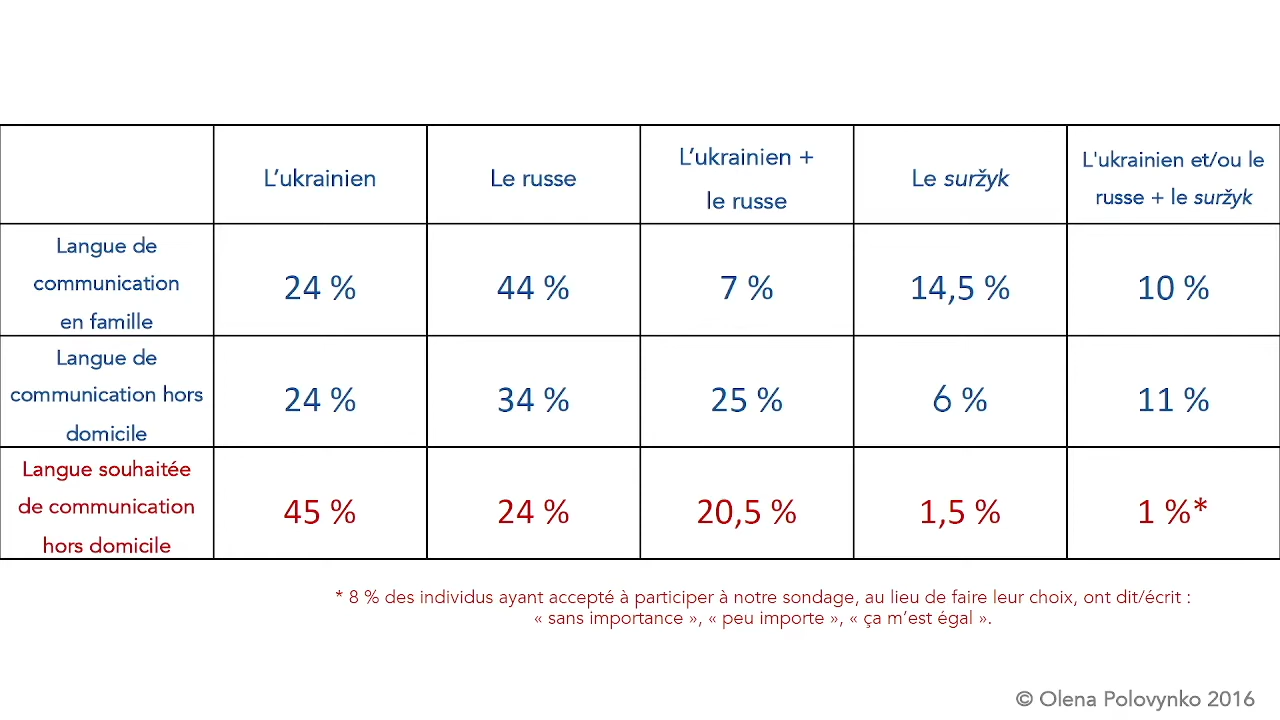 L’ukrainien
Le russe
L’ukrainien +
le russe
Le suržyk
L'ukrainien et/ou le
russe + le suržyk
Langue de
communication
en famille
24 %
44 %
7 %
14,5 %
10 %
Langue de
communication hors
domicile
24 %
34 %
25 %
6 %
11 %
Langue souhaitée
de communication
hors domicile
45 %
24 %
20,5 %
1,5 %
1 %*
* 8 % des individus ayant accepté à participer à notre sondage, au lieu de faire leur choix, ont dit/écrit :
« sans importance », « peu importe », « ça m’est égal ».
© Olena Polovynko 2016